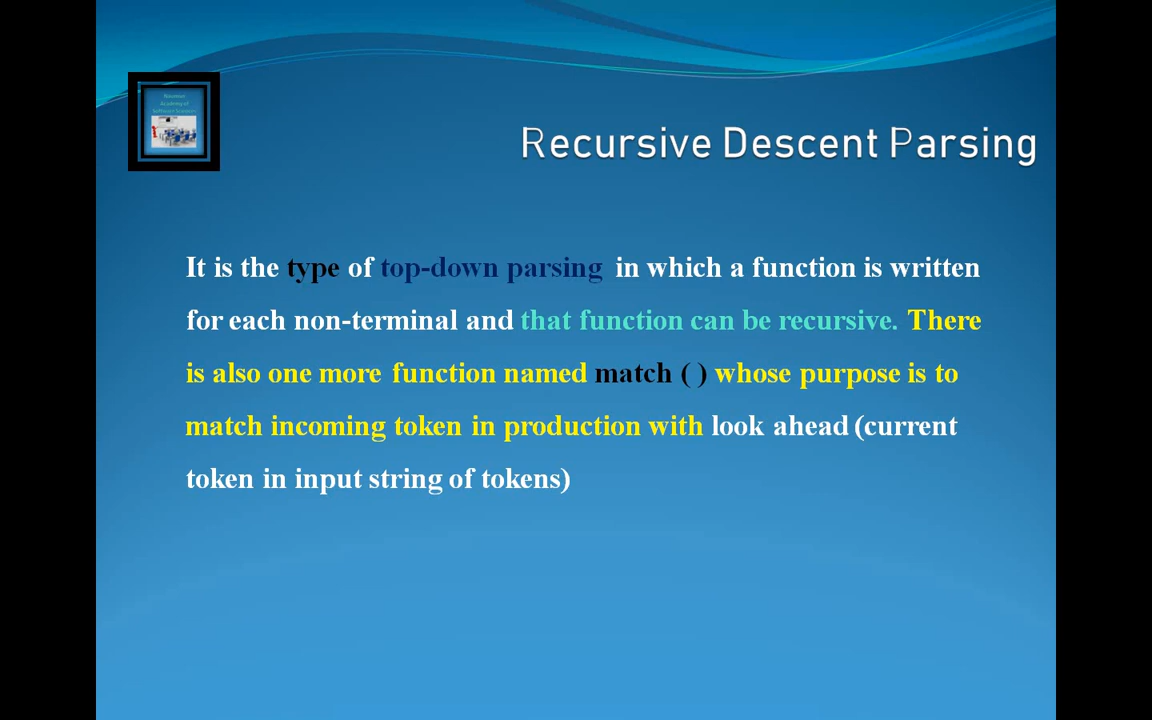 Academy of
Recursive Descent Parsing
It is the type of top-down parsing in which a function is written
for each non-terminal and that function can be recursive. There
is also one more function named match ( ) whose purpose is to
match incoming token in production with look ahead (current
token in input string of tokens)